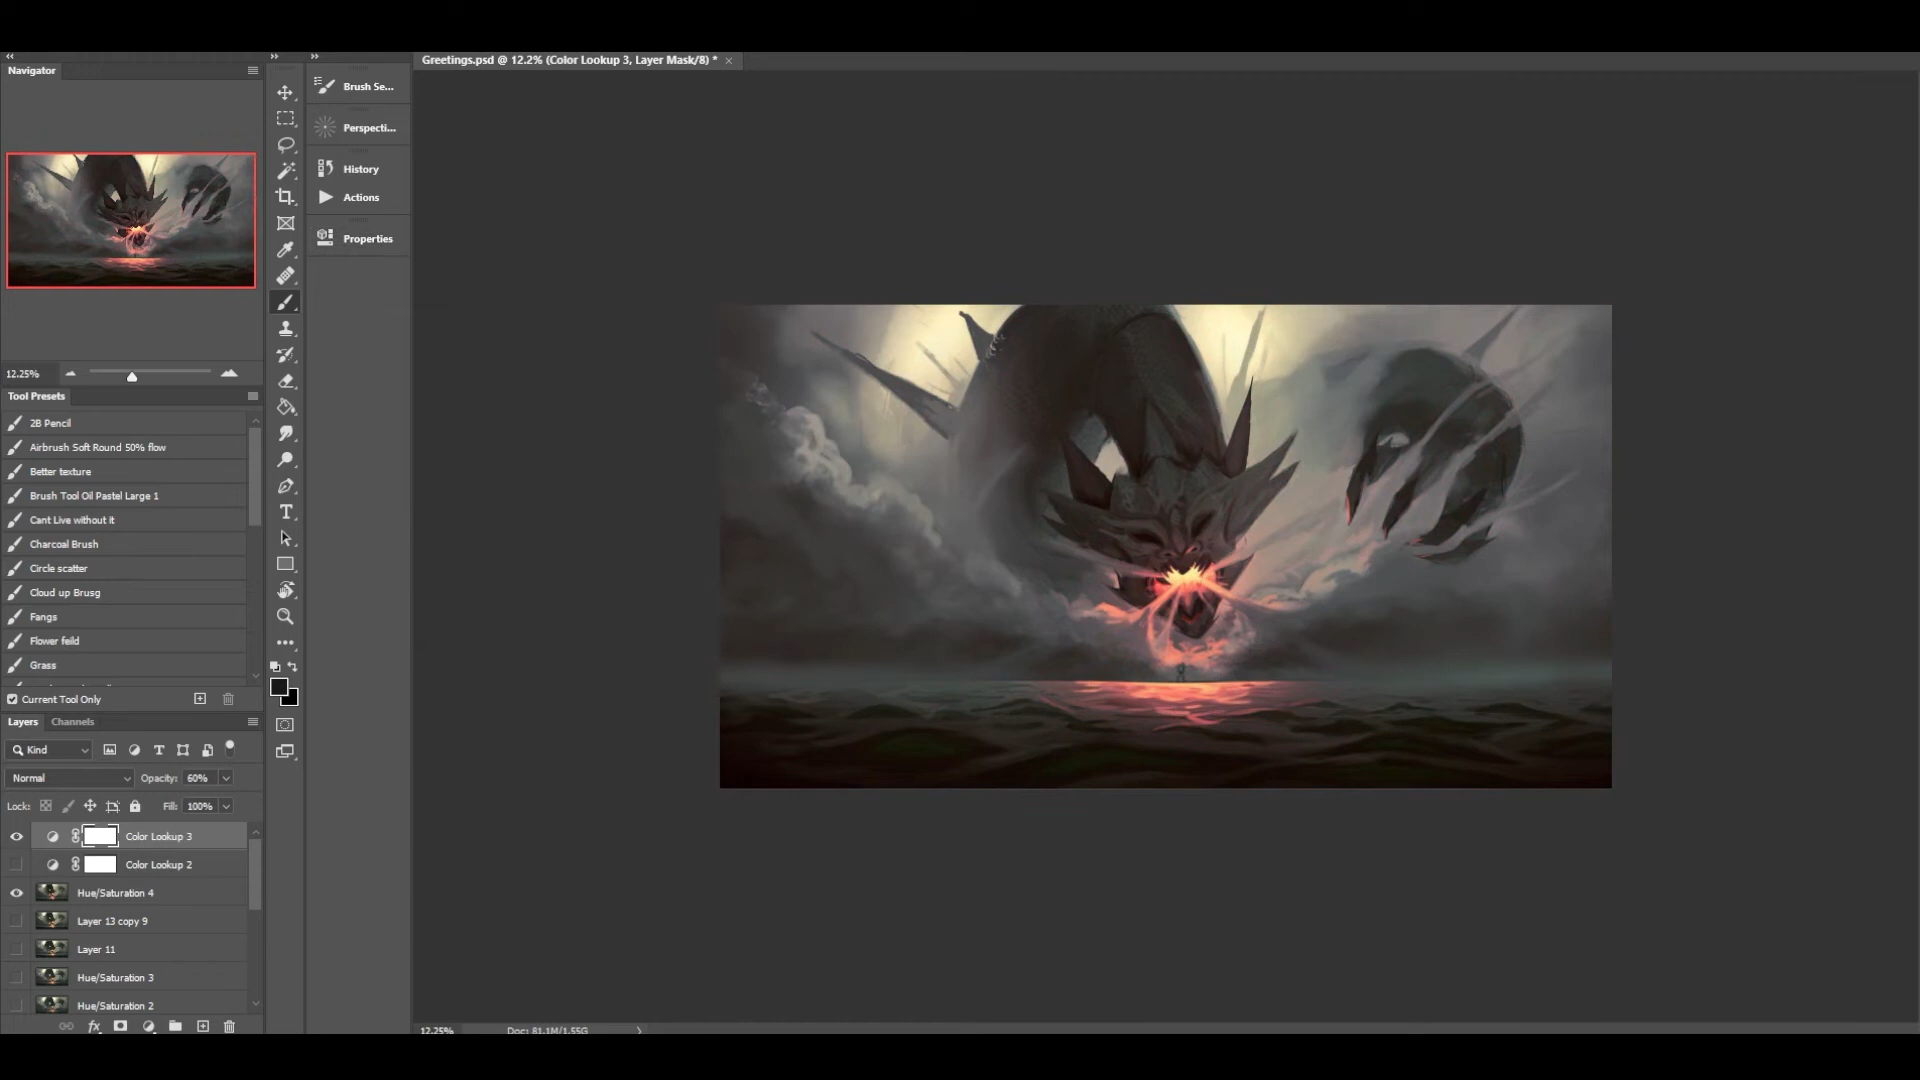 Navigator
12.25%
Tool Presets
2B Pencil
Airbrush Soft Round 50% flow
Better texture
Brush Tool Oil Pastel Large 1
Cant Live without it
Charcoal Brush
Circle scatter
Cloud up Brusg
Fangs
Flower feild
Grass
Current Tool Only
Layers Channels
Kind
Normal Opacity: 60%
Lock: Fill: 100%
Color Lookup 3
Color Lookup 2
Hue/Saturation 4
Layer 13 copy 9
Layer 11
Hue/Saturation 3
Hue/Saturation 2
fx
Brush Se...
Perspecti...
History
Actions
Properties
Greetings.psd @ 12.2% (Color Lookup 3, Layer Mask/8) *
12.25% Doc: 81.1M/1.55G